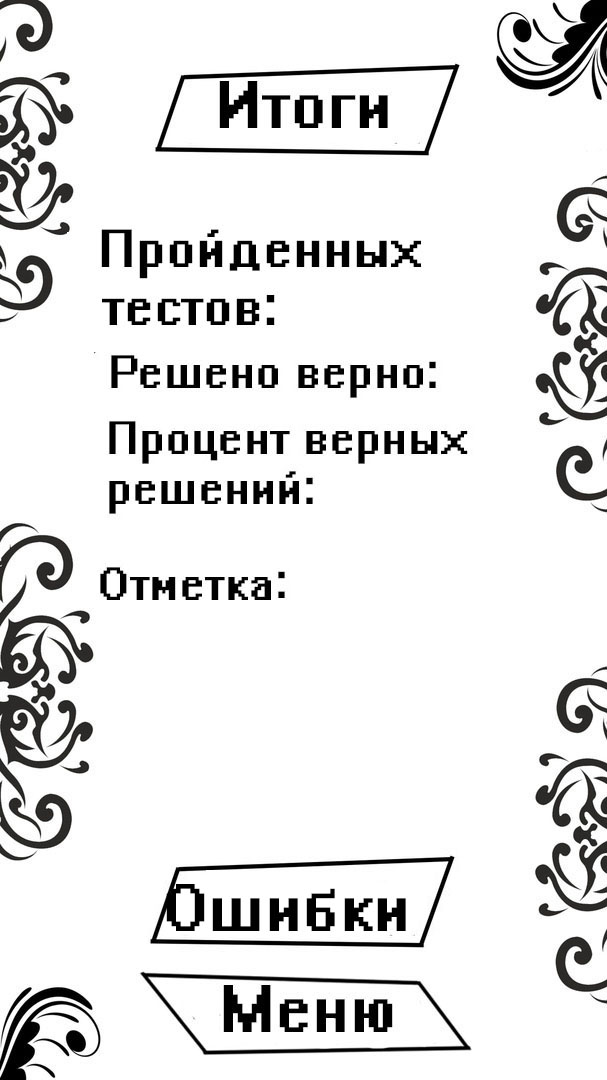 Итоги
Пройденных
тестов:
Решено верно:
Процент верных
решений:
Отметка:
Ошибки
Меню